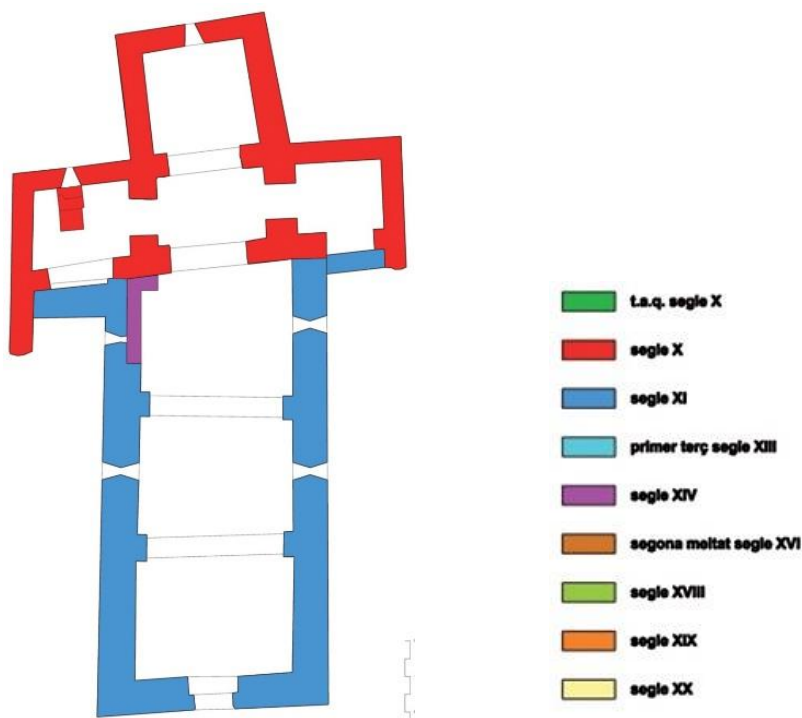 t.a.q. segle X
segle X
segle XI
primer terç segle XIII
segle XIV
segona meitat segle XVI
segle XVIII
segle XIX
segle XX